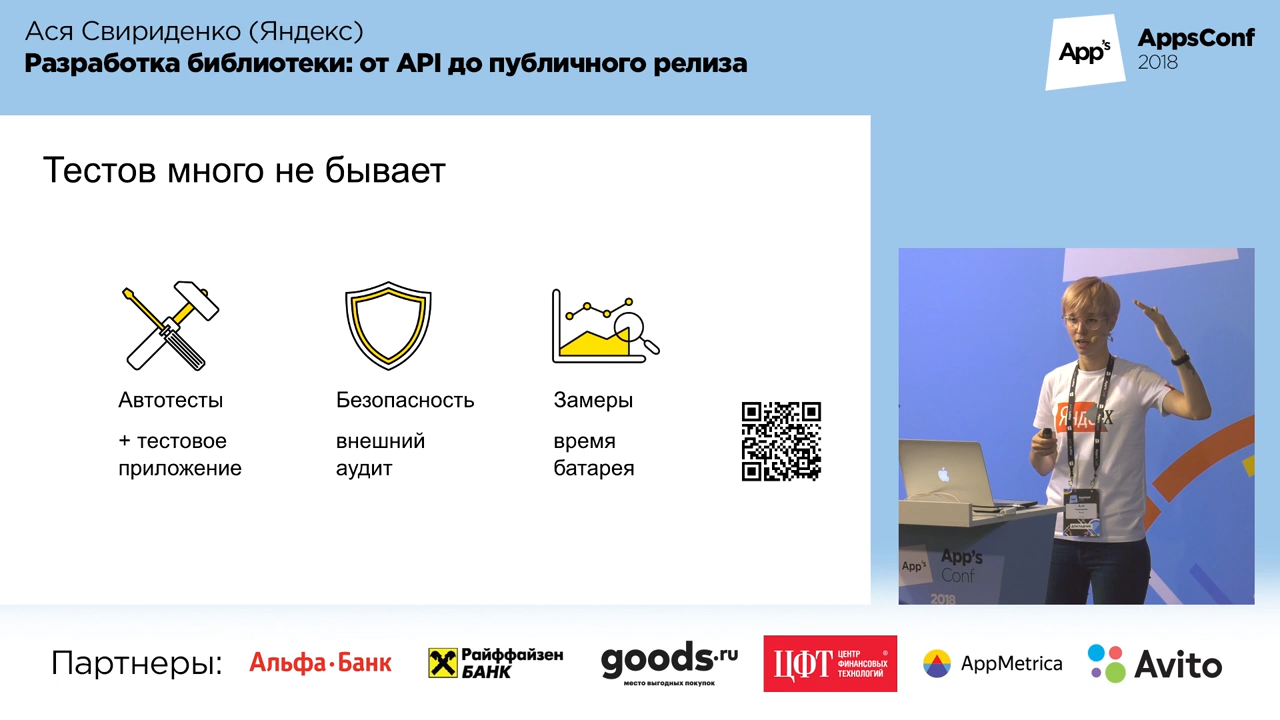 Ася Свириденко (Яндекс)
Разработка библиотеки: от API до публичного релиза
App's
AppsConf
2018
Тестов много не бывает
Автотесты
+ тестовое
приложение
Безопасность
внешний
аудит
Замеры
время
батарея
Яндех
App's
App's
Conf
2018
Партнеры:
Альфа·Банк
Райффайзен
БАНК
goods.ru
место выгодных покупок
ЦФТ
ЦЕНТР
ФИНАНСОВЫХ
ТЕХНОЛОГИЙ
®
AppMetrica
Avito